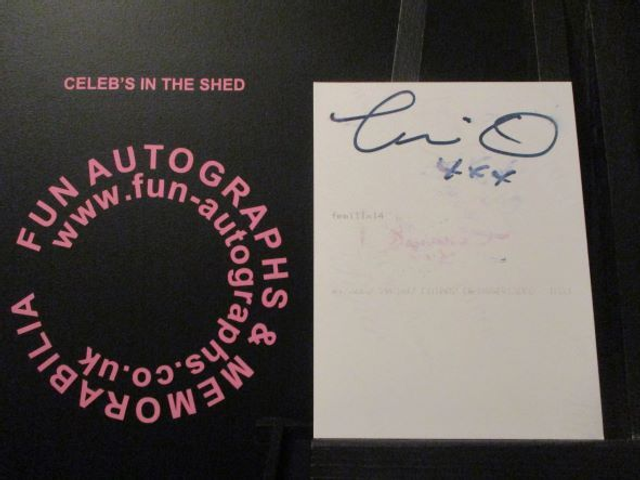 CELEB'S IN THE SHED
FUN AUTOGRAPHS & MEMORABILIA
www.fun-autographs.co.uk
xxx